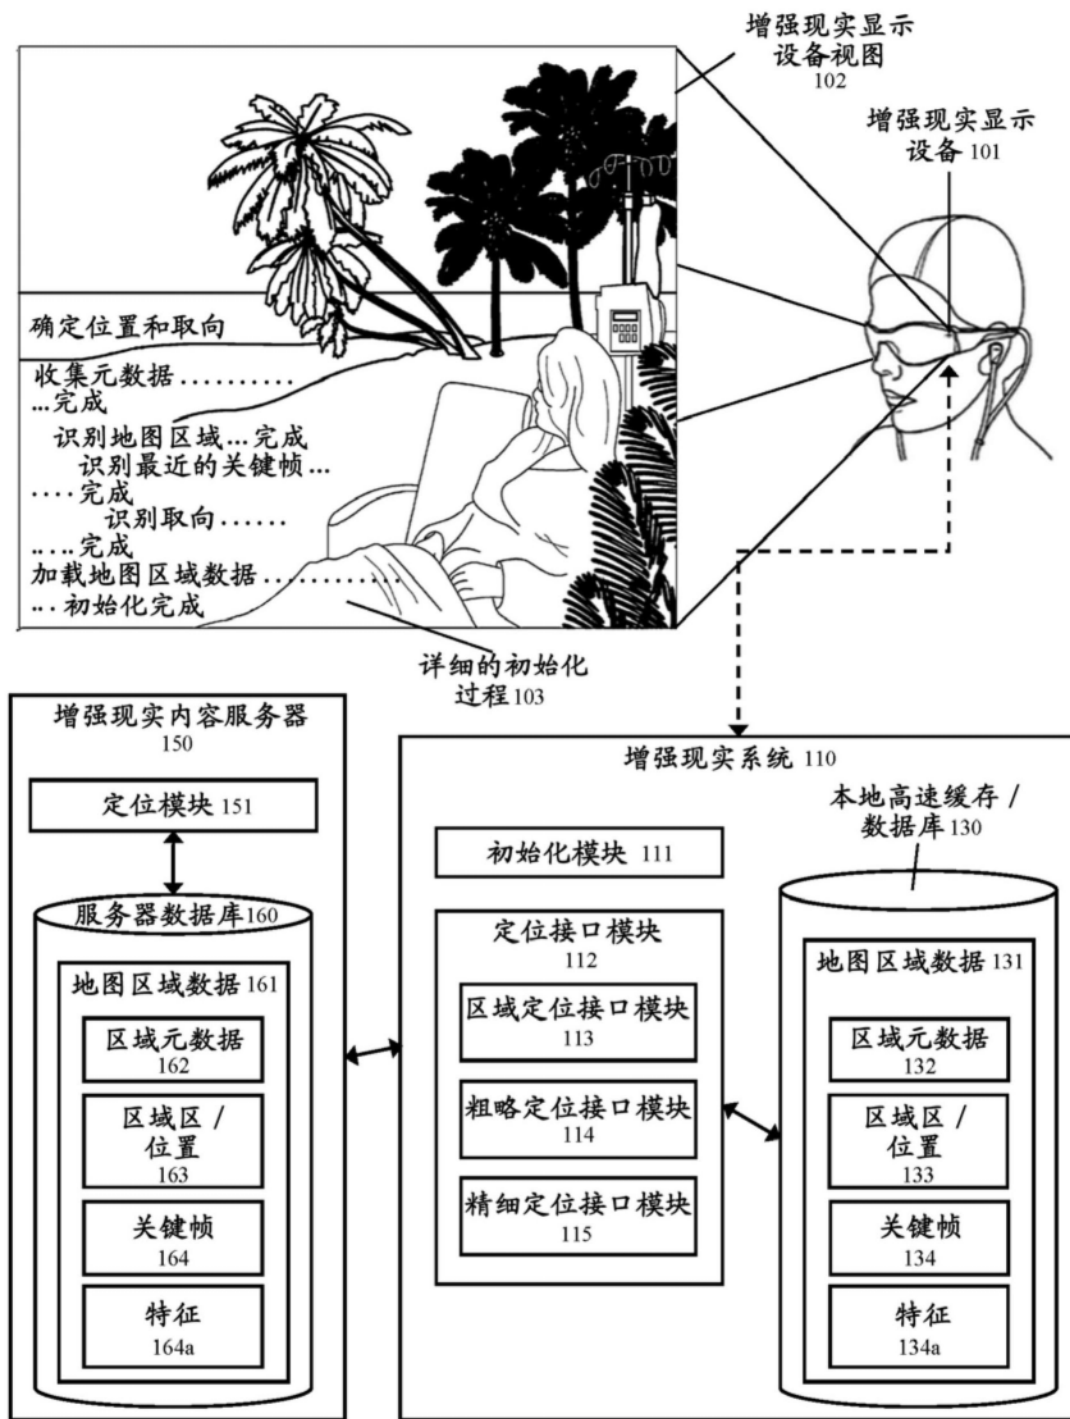 增强现实显示
设备视图
102
增强现实显示
设备 101
确定位置和取向
收集元数据..........
...完成
识别地图区域...完成
识别最近的关键帧...
....完成
识别取向......
.....完成
加载地图区域数据............
...初始化完成
详细的初始化
过程 103
增强现实内容服务器
150
定位模块 151
服务器数据库160
地图区域数据161
区域元数据
162
区域区/
位置
163
关键帧
164
特征
164a
增强现实系统 110
初始化模块 111
定位接口模块
112
区域定位接口模块
113
粗略定位接口模块
114
精细定位接口模块
115
本地高速缓存/
数据库 130
地图区域数据 131
区域元数据
132
区域区/
位置
133
关键帧
134
特征
134a